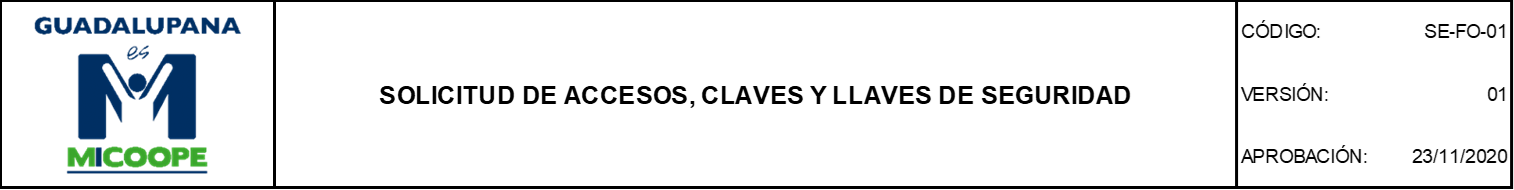 GUADALUPANA
es
MICOOPE
SOLICITUD DE ACCESOS, CLAVES Y LLAVES DE SEGURIDAD
CÓDIGO: SE-FO-01
VERSIÓN: 01
APROBACIÓN: 23/11/2020